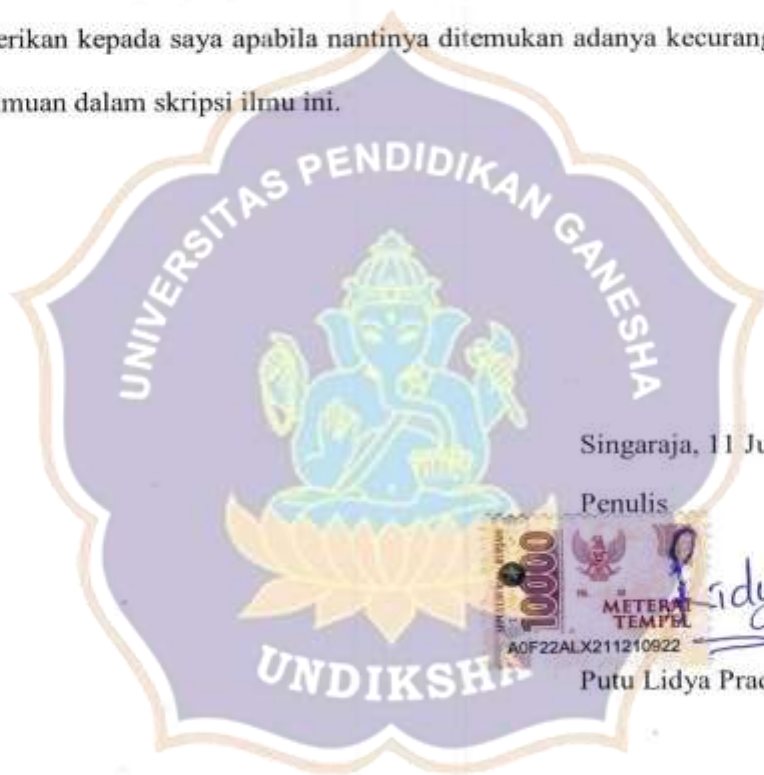 erikan kepada saya apabila nantinya ditemukan adanya kecurang
muan dalam skripsi ilmu ini.
UNIVERSITAS PENDIDIKAN GANESHA
Singaraja, 11 Ju
Penulis
10000
METERAI
TEMPEL
A0F22ALX211210922
UNDIKSHA
Putu Lidya Prad